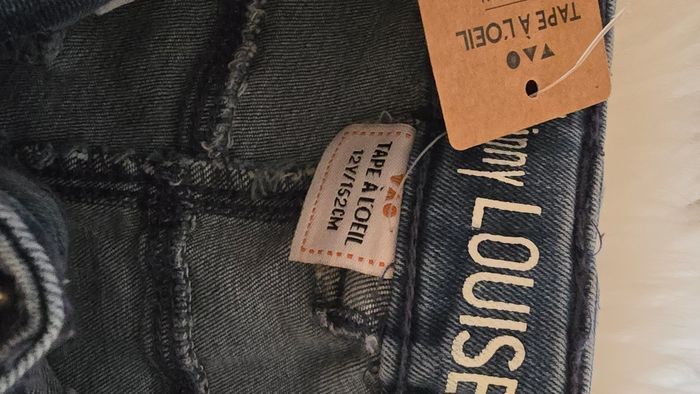 TAPE À L'OEIL
TAPE A L'OEIL
12Y/152CM
LOUISE